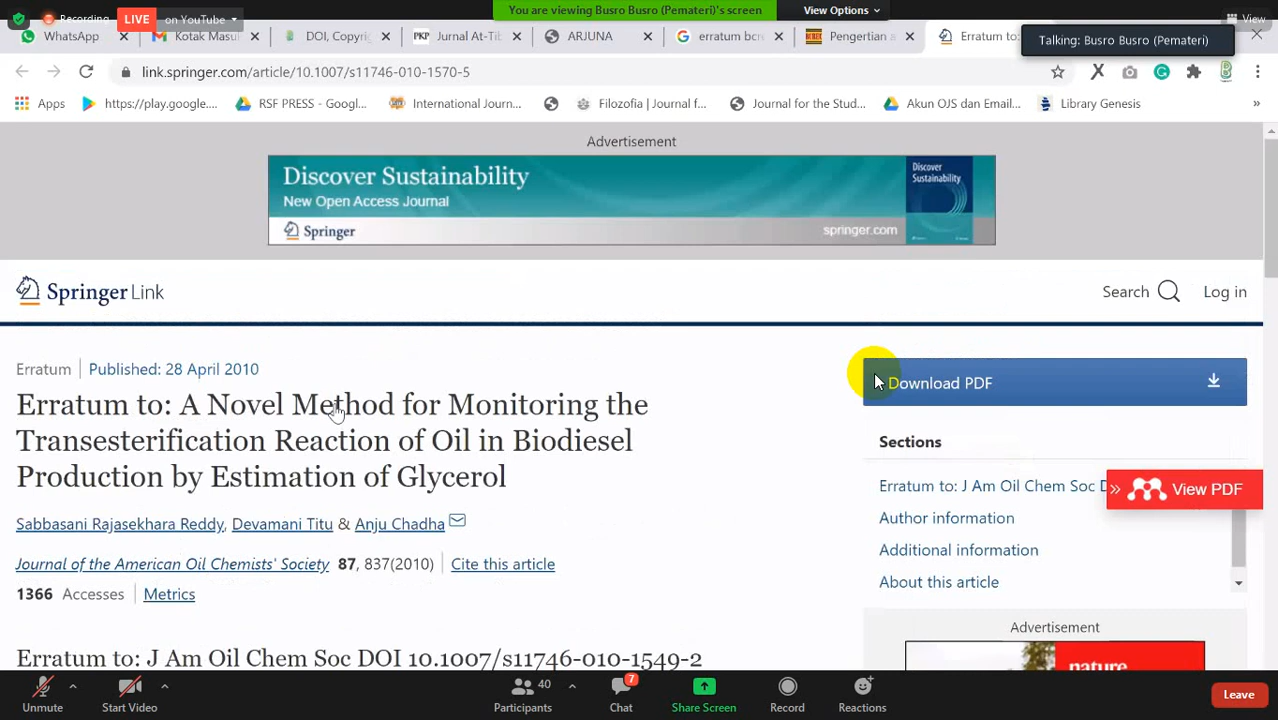 Recording
LIVE
on YouTube
You are viewing Busro Busro (Pemateri)'s screen
View Options
View
WhatsApp
Kotak Masu
DOI, Copyri
PKP
Jurnal At-Tib
ARJUNA
erratum bcr
Pengertian a
Erratum to:
Talking: Busro Busro (Pemateri)
link.springer.com/article/10.1007/s11746-010-1570-5
Apps
https://play.google....
RSF PRESS - Googl...
International Journ...
Filozofia | Journal f...
Journal for the Stud...
Akun OJS dan Email...
Library Genesis
Advertisement
Discover Sustainability
New Open Access Journal
Springer
springer.com
Discover
Sustainability
Springer Link
Search
Log in
Erratum
Published: 28 April 2010
Erratum to: A Novel Method for Monitoring the
Transesterification Reaction of Oil in Biodiesel
Production by Estimation of Glycerol
Sabbasani Rajasekhara Reddy, Devamani Titu & Anju Chadha
Journal of the American Oil Chemists' Society 87, 837(2010)
Cite this article
1366 Accesses
Metrics
Erratum to: J Am Oil Chem Soc DOI 10.1007/s11746-010-1549-2
Download PDF
Sections
Erratum to: J Am Oil Chem Soc D
View PDF
Author information
Additional information
About this article
Advertisement
nature
Unmute
Start Video
40
Participants
7
Chat
Share Screen
Record
Reactions
Leave